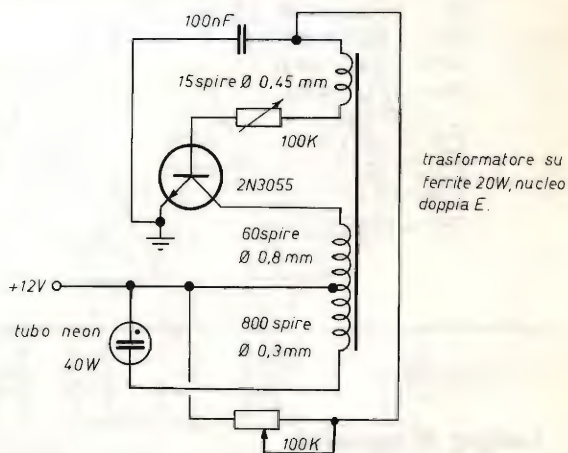 100nF
15spire Ø 0,45 mm
100K
2N3055
trasformatore su
ferrite 20W, nucleo
doppia E.
60spire
Ø 0,8 mm
+12V
800 spire
Ø 0,3mm
tubo neon
40W
100K